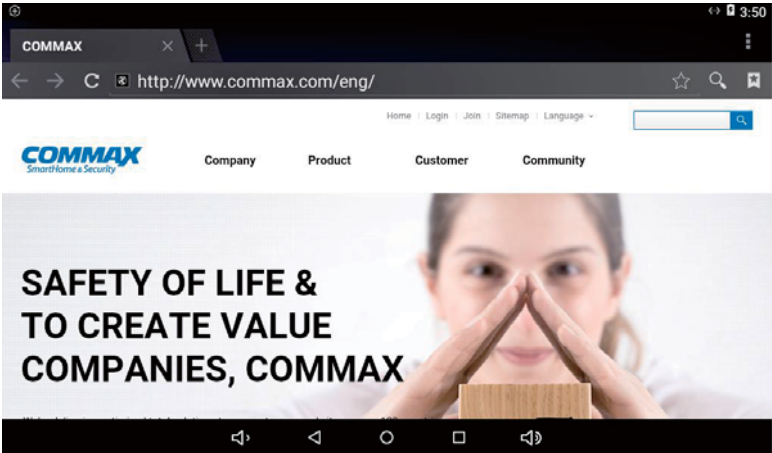 3:50
COMMAX
http://www.commax.com/eng/
Home Login Join Sitemap Language
COMMAX
SmartHome & Security
Company Product Customer Community
SAFETY OF LIFE &
TO CREATE VALUE
COMPANIES, COMMAX